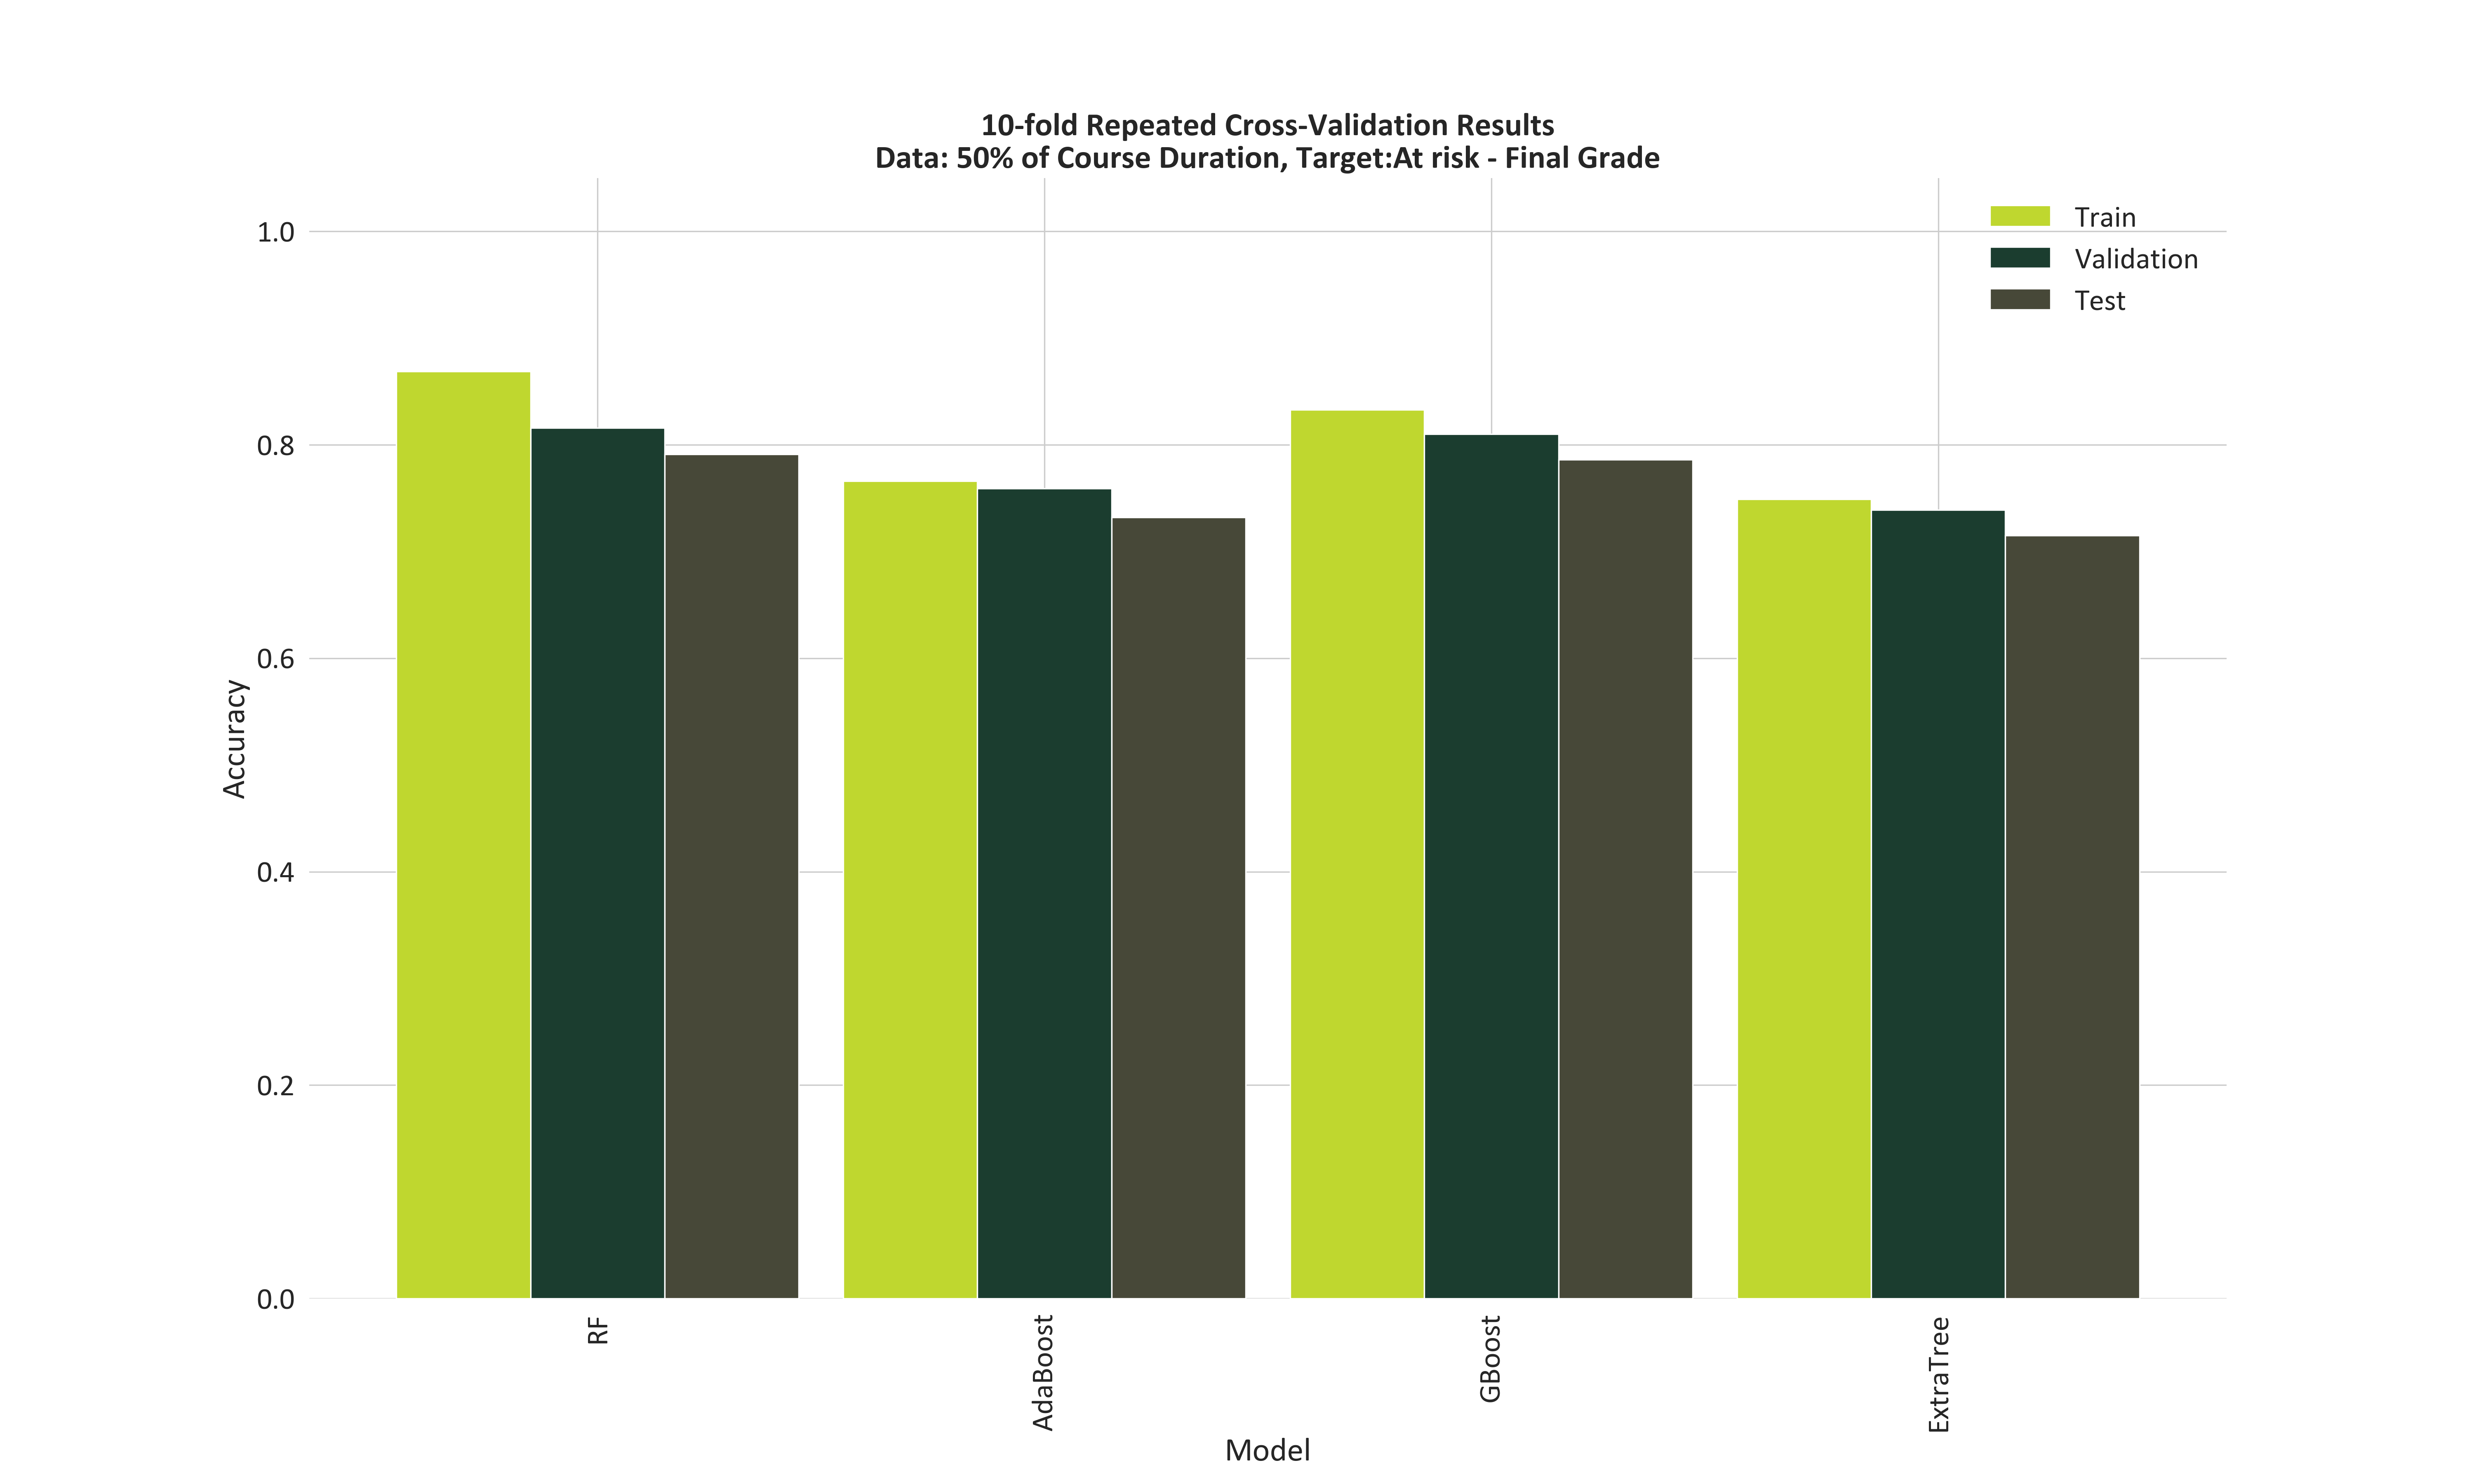 10-fold Repeated Cross-Validation Results
Data: 50% of Course Duration, Target:At risk - Final Grade
Train
Validation
Test
1.0
0.8
0.6
0.4
0.2
0.0
Accuracy
RF
AdaBoost
GBoost
ExtraTree
Model